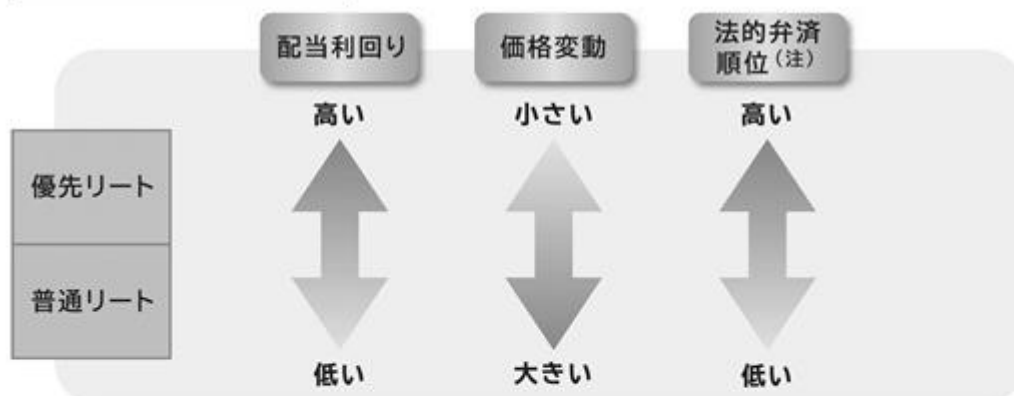 配当利回り
価格変動
法的弁済
順位(注)
高い
小さい
高い
優先リート
普通リート
低い
大きい
低い